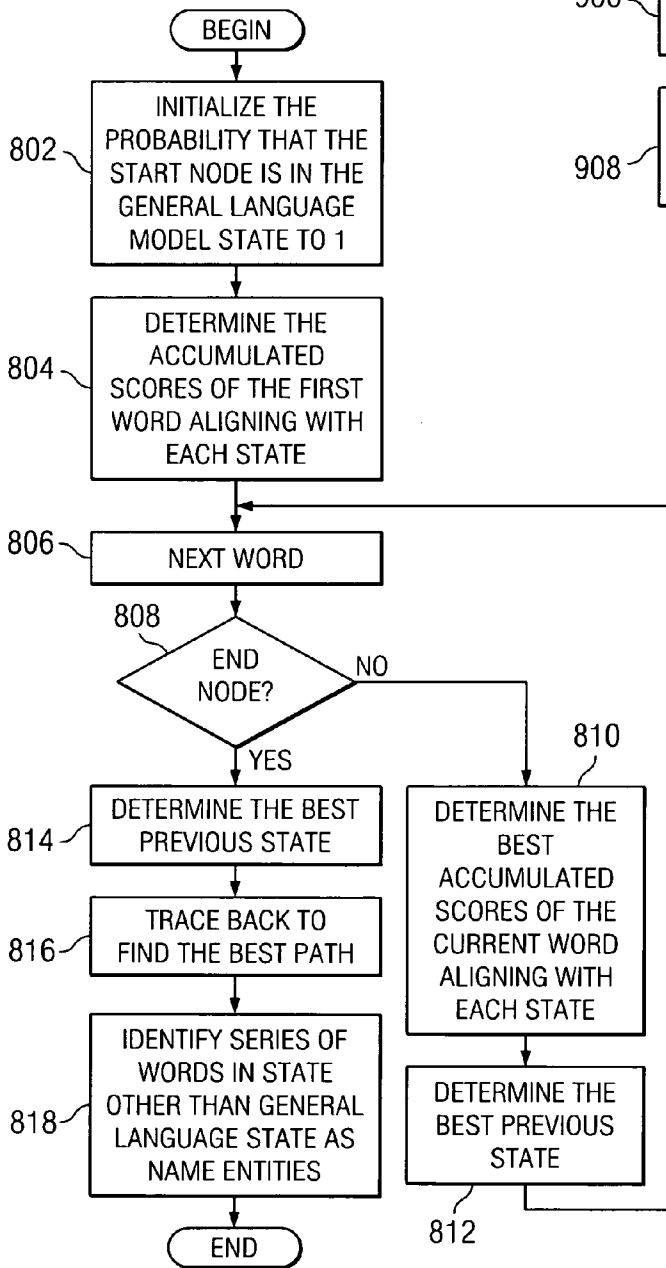 BEGIN
802
INITIALIZE THE
PROBABILITY THAT THE
START NODE IS IN THE
GENERAL LANGUAGE
MODEL STATE TO 1
804
DETERMINE THE
ACCUMULATED
SCORES OF THE FIRST
WORD ALIGNING WITH
EACH STATE
806
NEXT WORD
808
END
NODE?
NO
YES
810
DETERMINE THE
BEST
ACCUMULATED
SCORES OF THE
CURRENT WORD
ALIGNING WITH
EACH STATE
812
DETERMINE THE
BEST PREVIOUS
STATE
814
DETERMINE THE BEST
PREVIOUS STATE
816
TRACE BACK TO
FIND THE BEST PATH
818
IDENTIFY SERIES OF
WORDS IN STATE
OTHER THAN GENERAL
LANGUAGE STATE AS
NAME ENTITIES
END
908